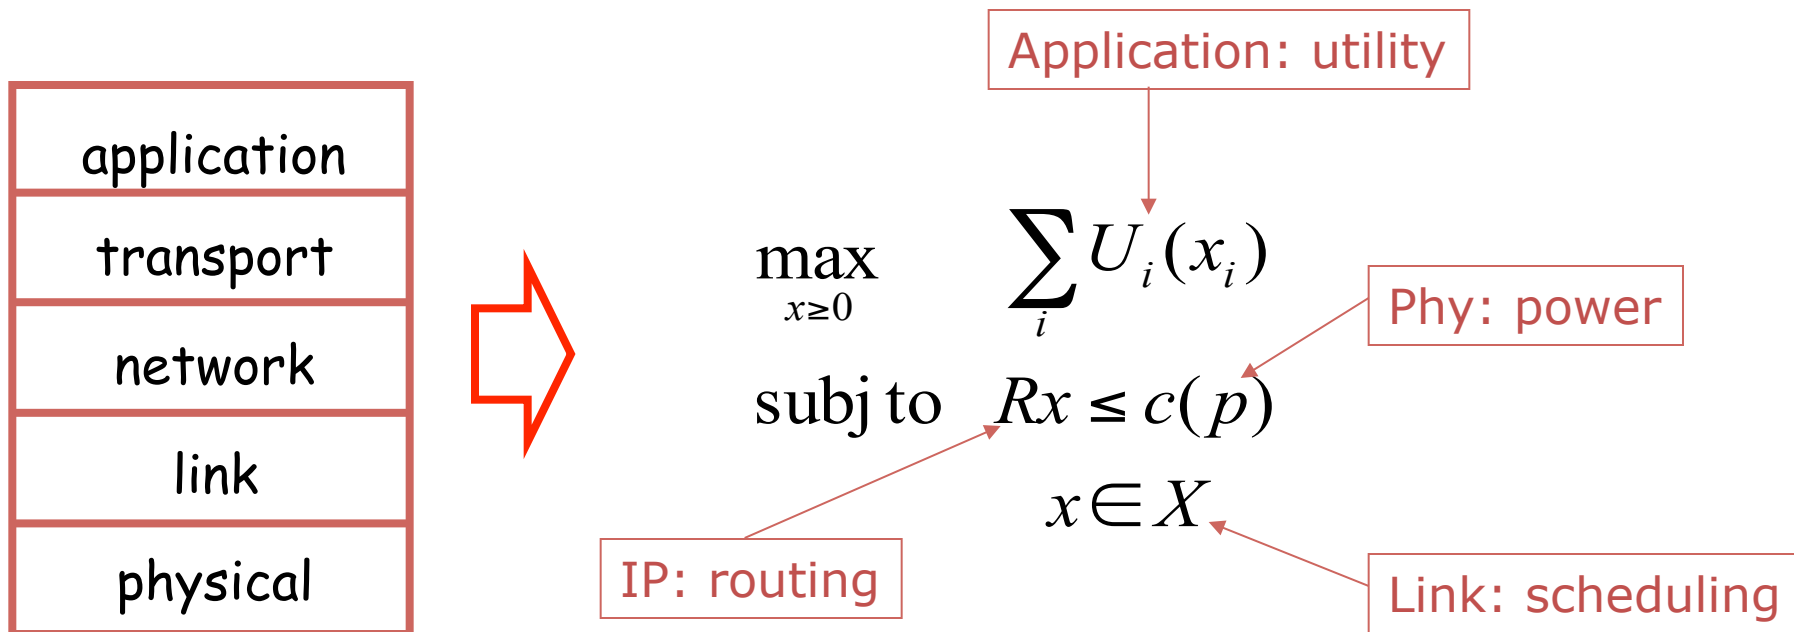 application
transport
network
link
physical
Application: utility
max ∑ U_i(x_i)
x≥0 i
Phy: power
subj to Rx ≤ c(p)
x∈X
IP: routing
Link: scheduling